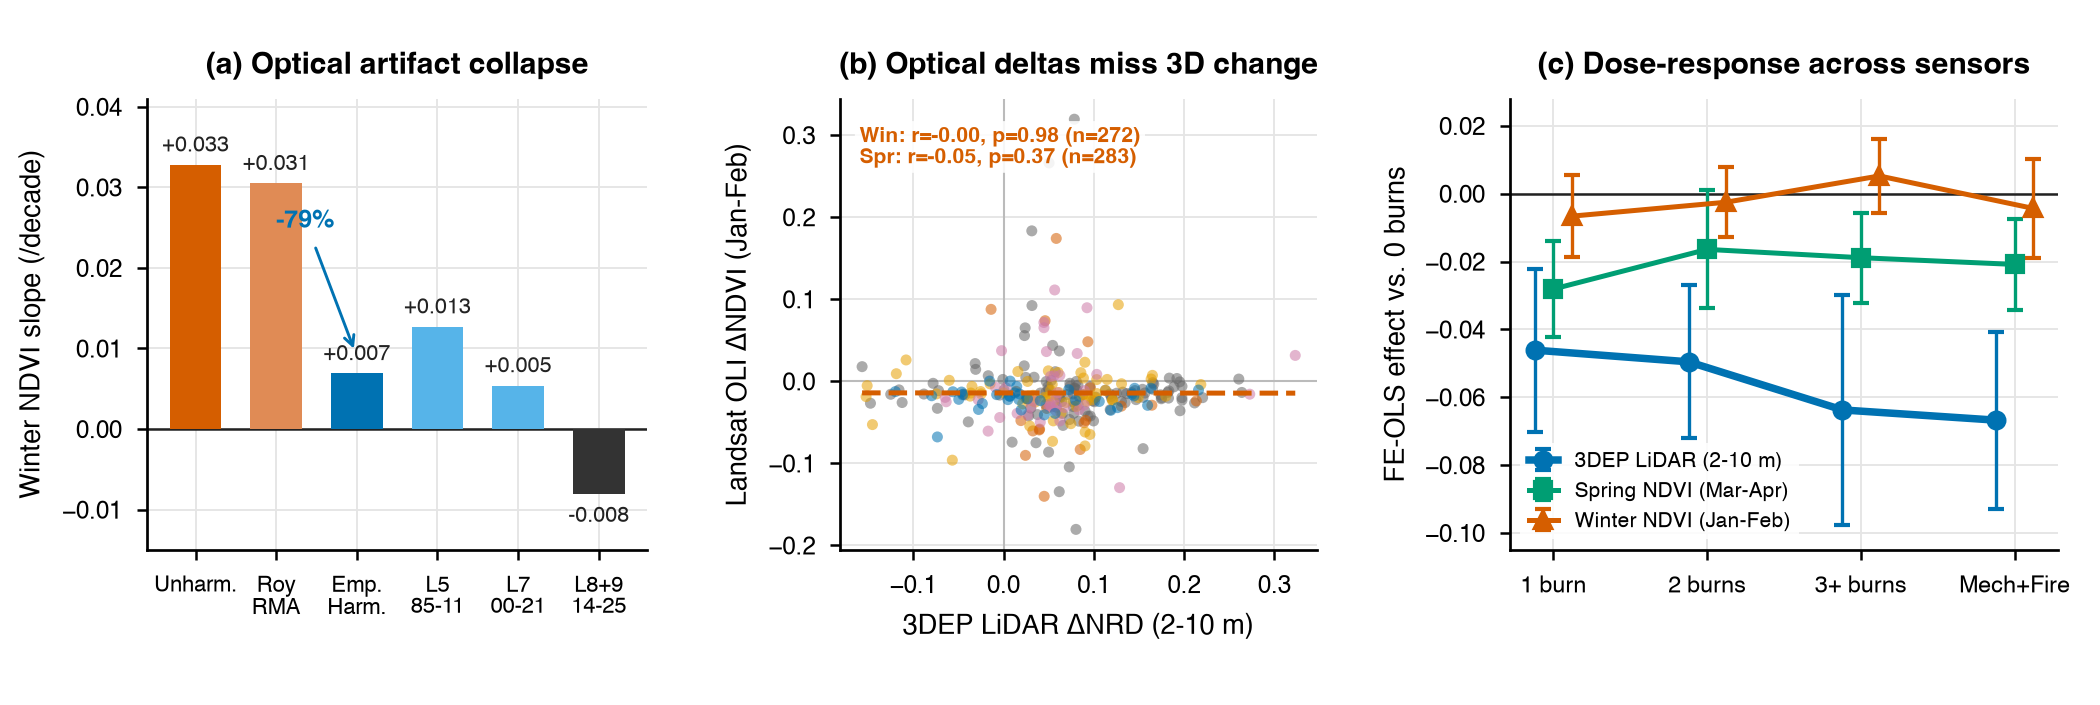 (a) Optical artifact collapse
Winter NDVI slope (/decade)
0.04
0.03
0.02
0.01
0.00
−0.01
+0.033
+0.031
-79%
+0.007
+0.013
+0.005
-0.008
Unharm.
Roy
RMA
Emp.
Harm.
L5
85-11
L7
00-21
L8+9
14-25
(b) Optical deltas miss 3D change
Landsat OLI ΔNDVI (Jan-Feb)
0.3
0.2
0.1
0.0
−0.1
−0.2
Win: r=-0.00, p=0.98 (n=272)
Spr: r=-0.05, p=0.37 (n=283)
−0.1
0.0
0.1
0.2
0.3
3DEP LiDAR ΔNRD (2-10 m)
(c) Dose-response across sensors
FE-OLS effect vs. 0 burns
0.02
0.00
−0.02
−0.04
−0.06
−0.08
−0.10
3DEP LiDAR (2-10 m)
Spring NDVI (Mar-Apr)
Winter NDVI (Jan-Feb)
1 burn
2 burns
3+ burns
Mech+Fire